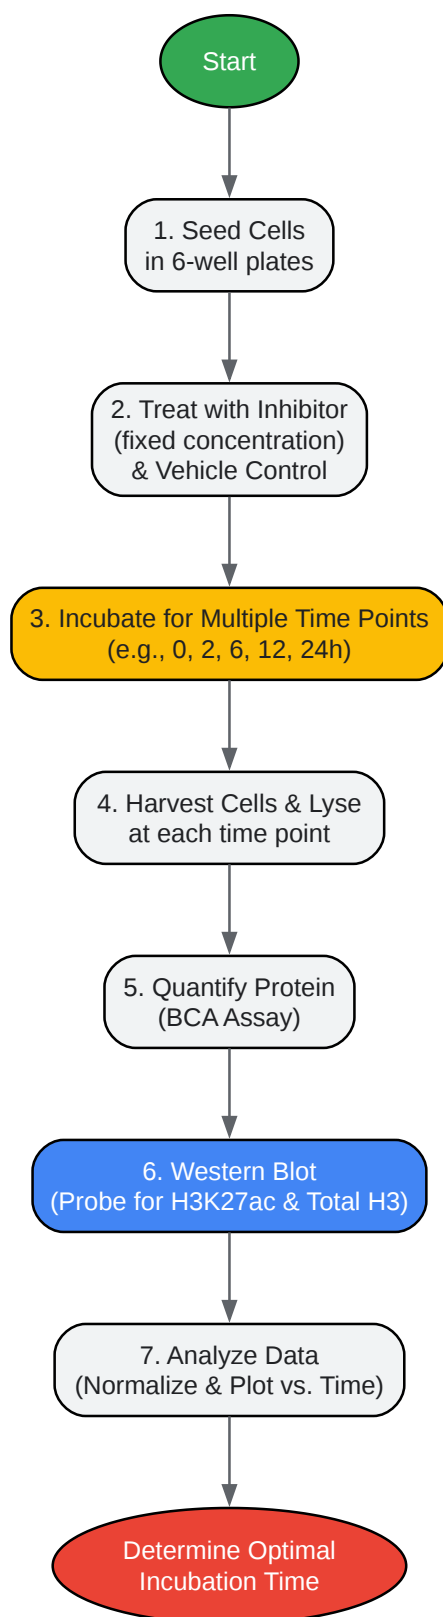 Start
1. Seed Cells
in 6-well plates
2. Treat with Inhibitor
(fixed concentration)
& Vehicle Control
3. Incubate for Multiple Time Points
(e.g., 0, 2, 6, 12, 24h)
4. Harvest Cells & Lyse
at each time point
5. Quantify Protein
(BCA Assay)
6. Western Blot
(Probe for H3K27ac & Total H3)
7. Analyze Data
(Normalize & Plot vs. Time)
Determine Optimal
Incubation Time